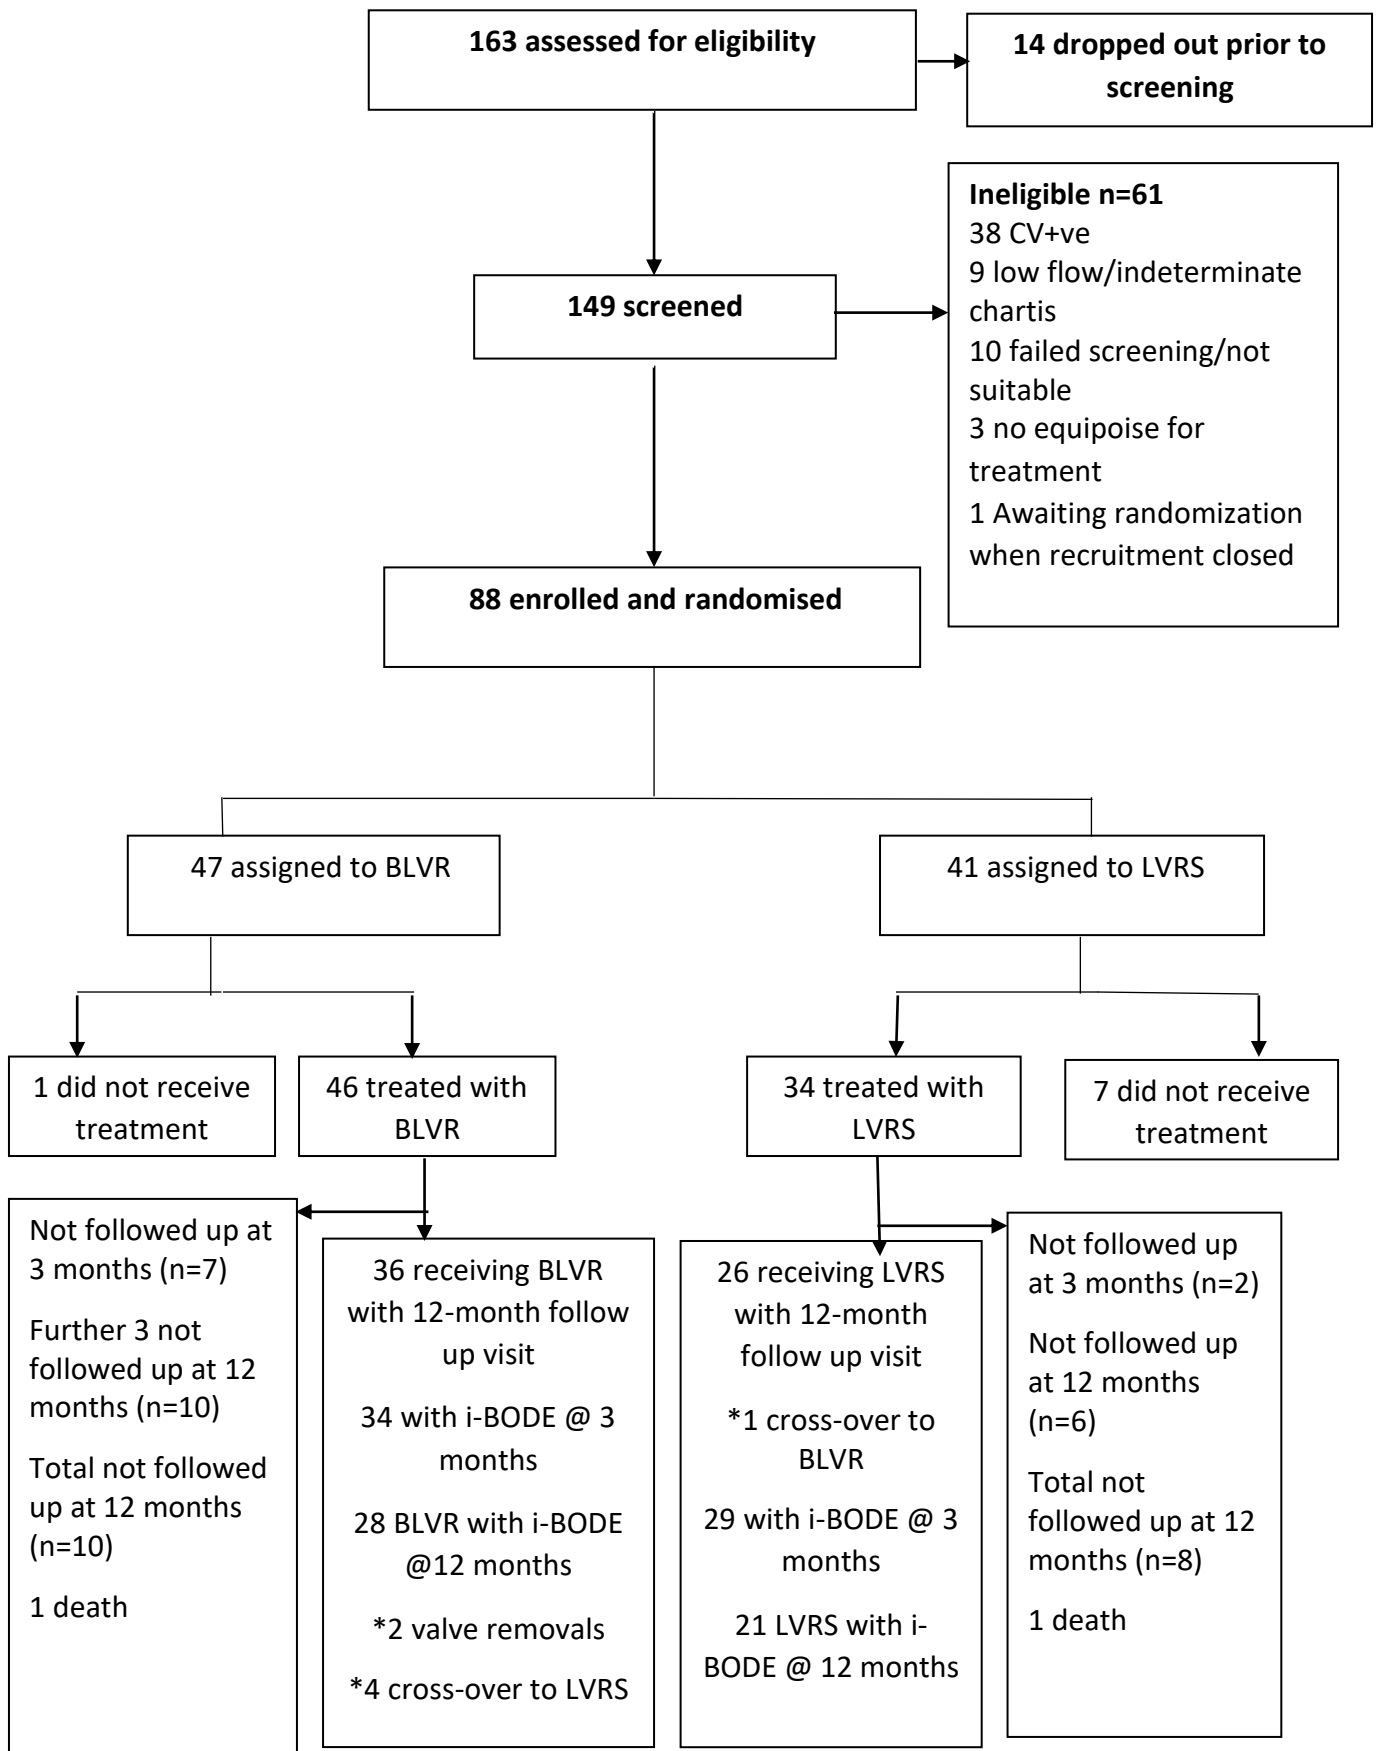 163 assessed for eligibility
14 dropped out prior to
screening
Ineligible n=61
38 CV+ve
9 low flow/indeterminate
chartis
10 failed screening/not
suitable
3 no equipoise for
treatment
1 Awaiting randomization
when recruitment closed
149 screened
88 enrolled and randomised
47 assigned to BLVR
41 assigned to LVRS
1 did not receive
treatment
46 treated with
BLVR
34 treated with
LVRS
7 did not receive
treatment
Not followed up at
3 months (n=7)
Further 3 not
followed up at 12
months (n=10)
Total not followed
up at 12 months
(n=10)
1 death
36 receiving BLVR
with 12-month follow
up visit
34 with i-BODE @ 3
months
28 BLVR with i-BODE
@12 months
*2 valve removals
*4 cross-over to LVRS
26 receiving LVRS
with 12-month
follow up visit
*1 cross-over to
BLVR
29 with i-BODE @ 3
months
21 LVRS with i-
BODE @ 12 months
Not followed up
at 3 months (n=2)
Not followed up
at 12 months
(n=6)
Total not
followed up at 12
months (n=8)
1 death